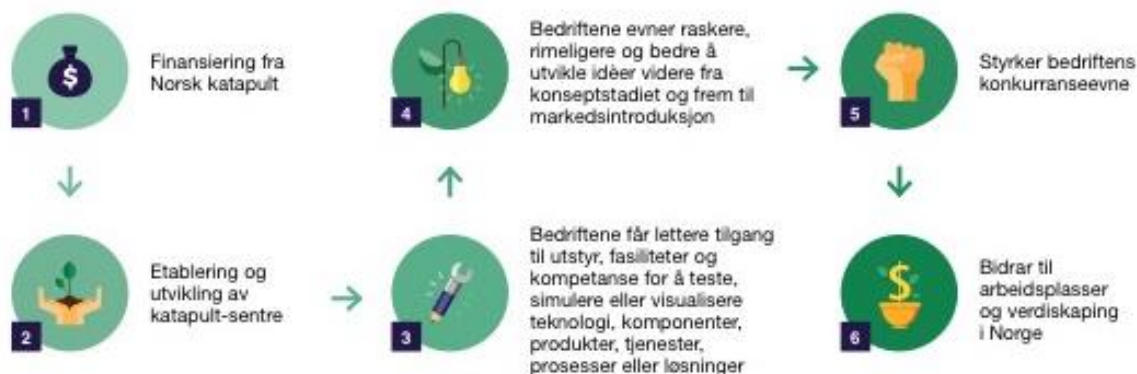 1
Finansiering fra
Norsk katapult
2
Etablering og
utvikling av
katapult-sentre
3
Bedriftene får lettere tilgang
til utstyr, fasiliteter og
kompetanse for å teste,
simulere eller visualisere
teknologi, komponenter,
produkter, tjenester,
prosesser eller løsninger
4
Bedriftene evner raskere,
rimeligere og bedre å
utvikle idèer videre fra
konseptstadiet og frem til
markedsintroduksjon
5
Styrker bedriftens
konkurranseevne
6
Bidrar til
arbeidsplasser
og verdiskaping
i Norge